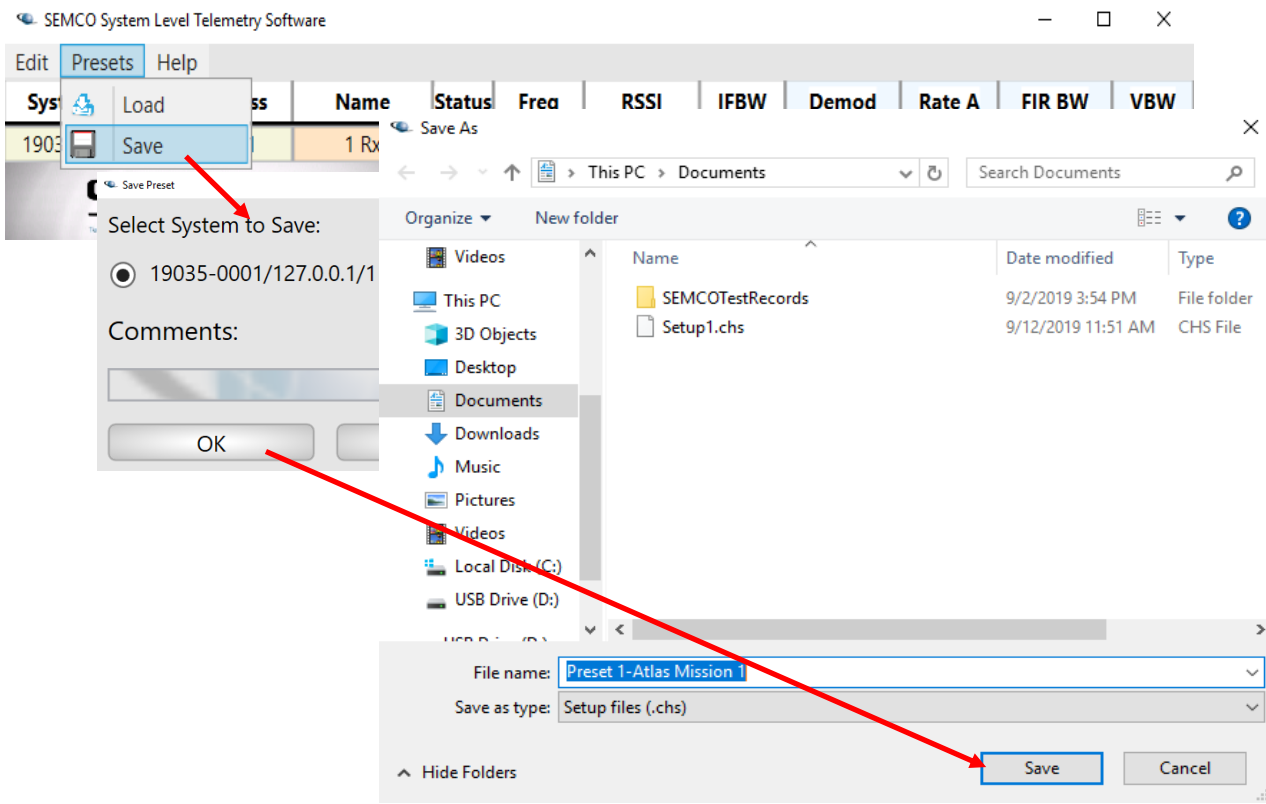 SEMCO System Level Telemetry Software
Edit Presets Help
Load
Save
Name Status Freq RSSI IFBW Demod Rate A FIR BW VBW
1 Rx
Save Preset
Select System to Save:
19035-0001/127.0.0.1/1
Comments:
OK
Save As
This PC > Documents
Search Documents
Organize
New folder
Videos
This PC
3D Objects
Desktop
Documents
Downloads
Music
Pictures
Videos
Local Disk (C:)
USB Drive (D:)
Name Date modified Type
SEMCOTestRecords 9/2/2019 3:54 PM File folder
Setup1.chs 9/12/2019 11:51 AM CHS File
File name: Preset 1-Atlas Mission 1
Save as type: Setup files (.chs)
Hide Folders
Save
Cancel